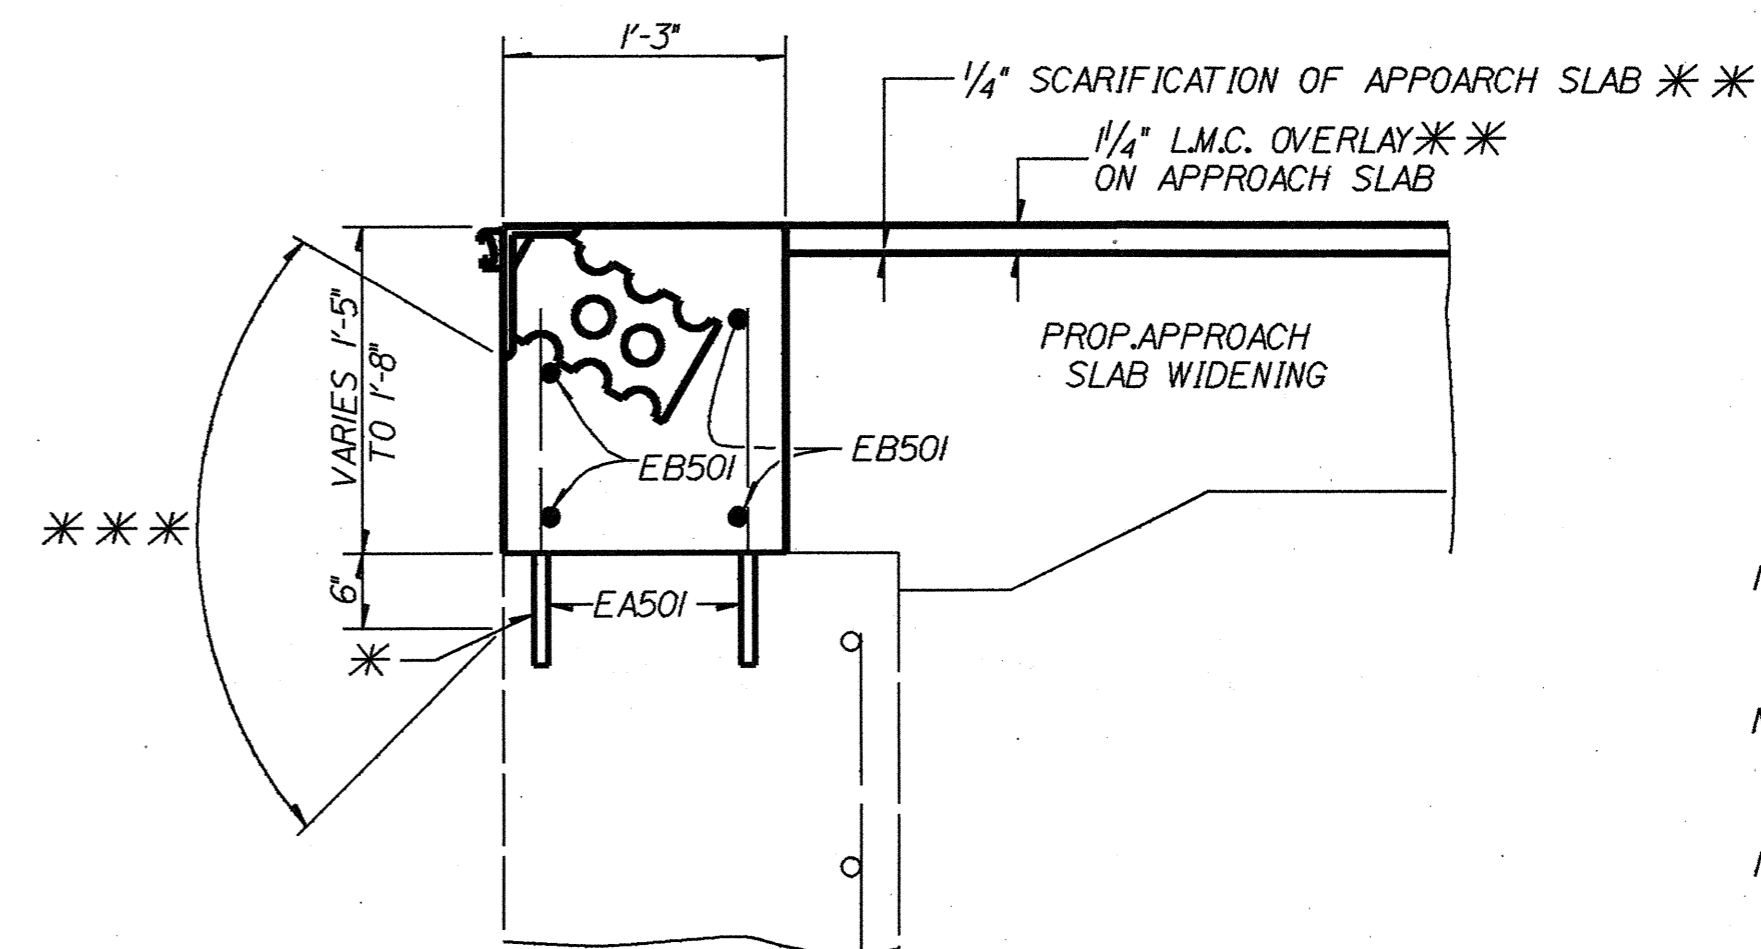 1'-3"
1/4" SCARIFICATION OF APPOARCH SLAB * *
1 1/4" L.M.C. OVERLAY * *
ON APPROACH SLAB
VARIES 1'-5"
TO 1'-8"
PROP. APPROACH
SLAB WIDENING
EB501
EB501
* * *
6"
EA501
*